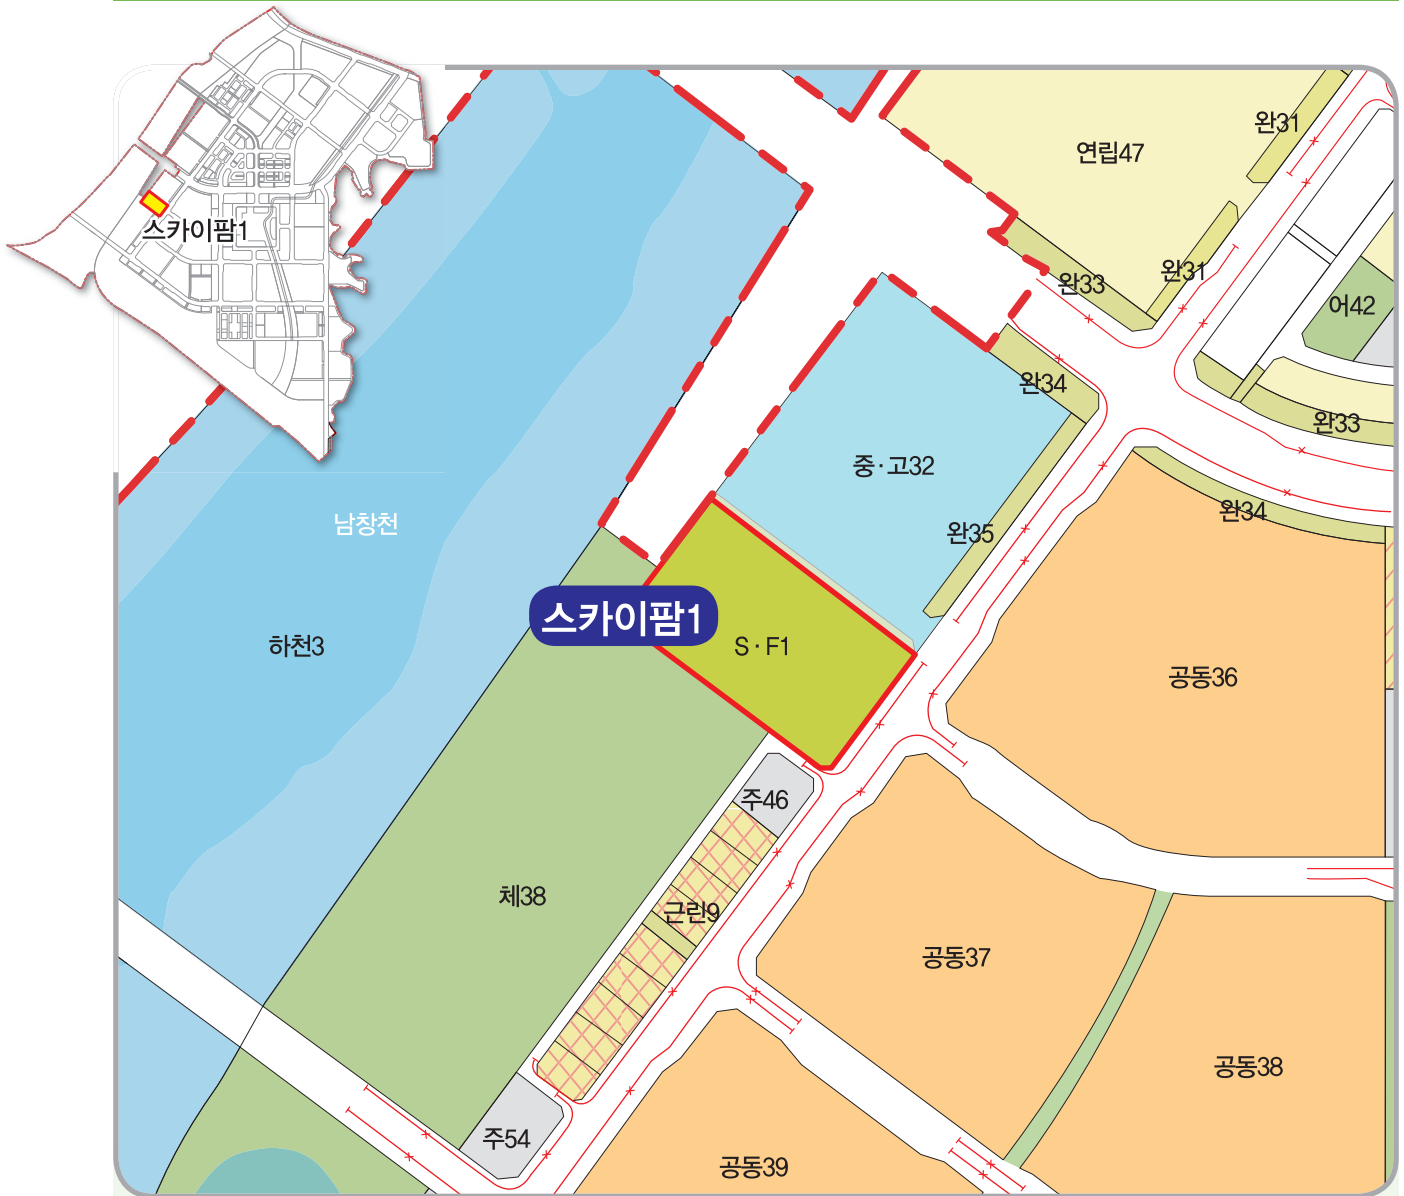 완31
연립47
스카이팜1
완31
완33
어42
완34
완33
중·고32
완34
남창천
완35
스카이팜1
S·F1
하천3
공동36
주46
체38
근린9
공동37
공동38
주54
공동39